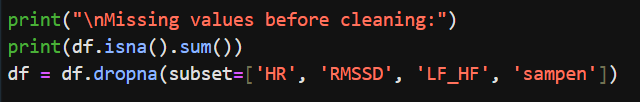 print("\nMissing values before cleaning:")
print(df.isna().sum())
df = df.dropna(subset=['HR', 'RMSSD', 'LF_HF', 'sampen'])